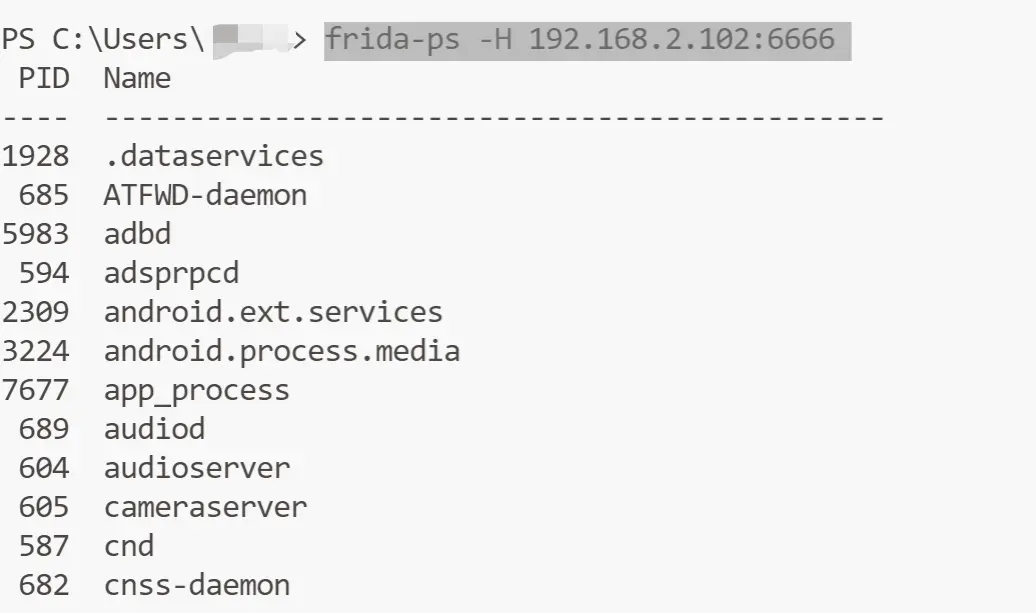 PS C:\Users\ > frida-ps -H 192.168.2.102:6666
 PID  Name
----  ----------------------------------------------
1928  .dataservices
 685  ATFWD-daemon
5983  adbd
 594  adsprpcd
2309  android.ext.services
3224  android.process.media
7677  app_process
 689  audiod
 604  audioserver
 605  cameraserver
 587  cnd
 682  cnss-daemon